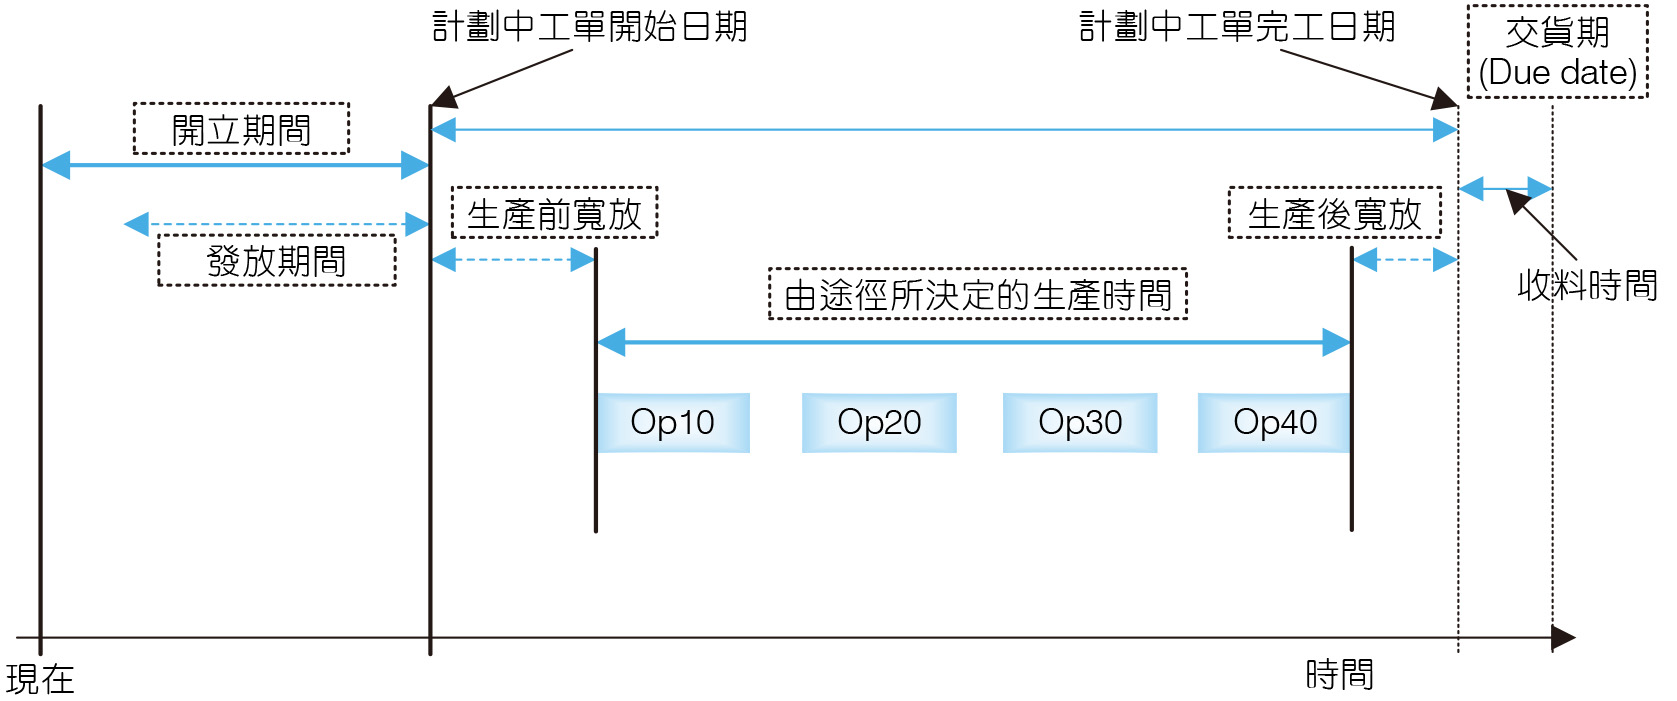 計劃中工單開始日期
計劃中工單完工日期
交貨期
(Due date)
開立期間
生產前寬放
生產後寬放
發放期間
由途徑所決定的生產時間
收料時間
Op10
Op20
Op30
Op40
現在
時間